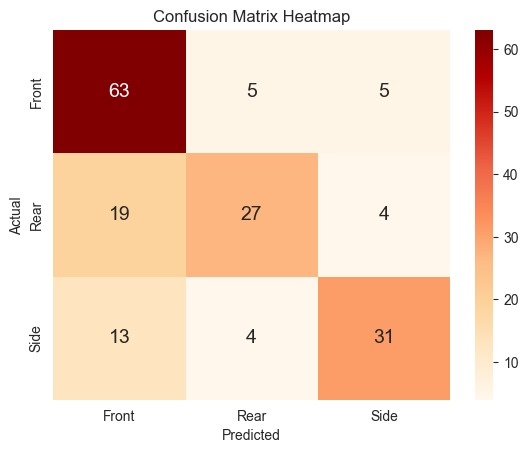 Confusion Matrix Heatmap
Actual
Front
63 5 5
Rear
19 27 4
Side
13 4 31
Front Rear Side
Predicted
60
50
40
30
20
10